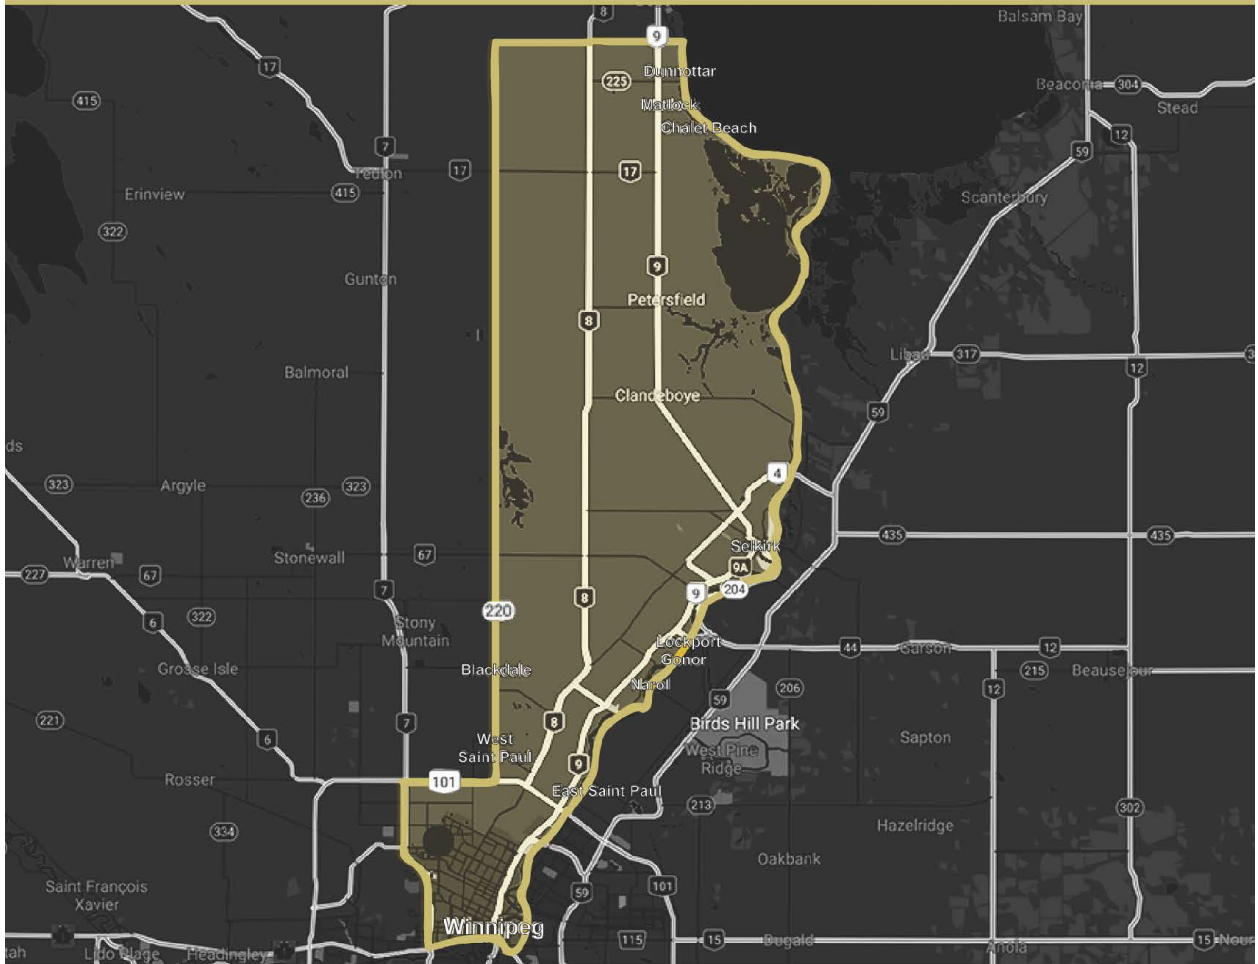 8
9
Balsam Bay
17
Dunnottar
225
Beaconia
304
415
Matlock
Stead
Chalet Beach
12
7
59
17
17
Teulon
415
Erinview
Scanterbury
322
9
Gunton
Petersfield
8
Libau
317
12
Balmoral
Clandeboye
59
ds
4
323
Argyle
323
236
435
435
Selkirk
Warren
Stonewall
67
9A
227
67
7
8
9
204
220
322
6
Stony
Mountain
Lockport
44
Garson
12
Gonor
Grosse Isle
Blackdale
215
Beausejour
Narol
206
12
59
221
7
8
Birds Hill Park
6
West
Saint Paul
Sapton
West Pine
Ridge
9
Rosser
101
East Saint Paul
213
302
334
Hazelridge
Oakbank
Saint François
Xavier
59
101
Winnipeg
115
15
Dugald
15
Anola
Lido Plage
Headingley